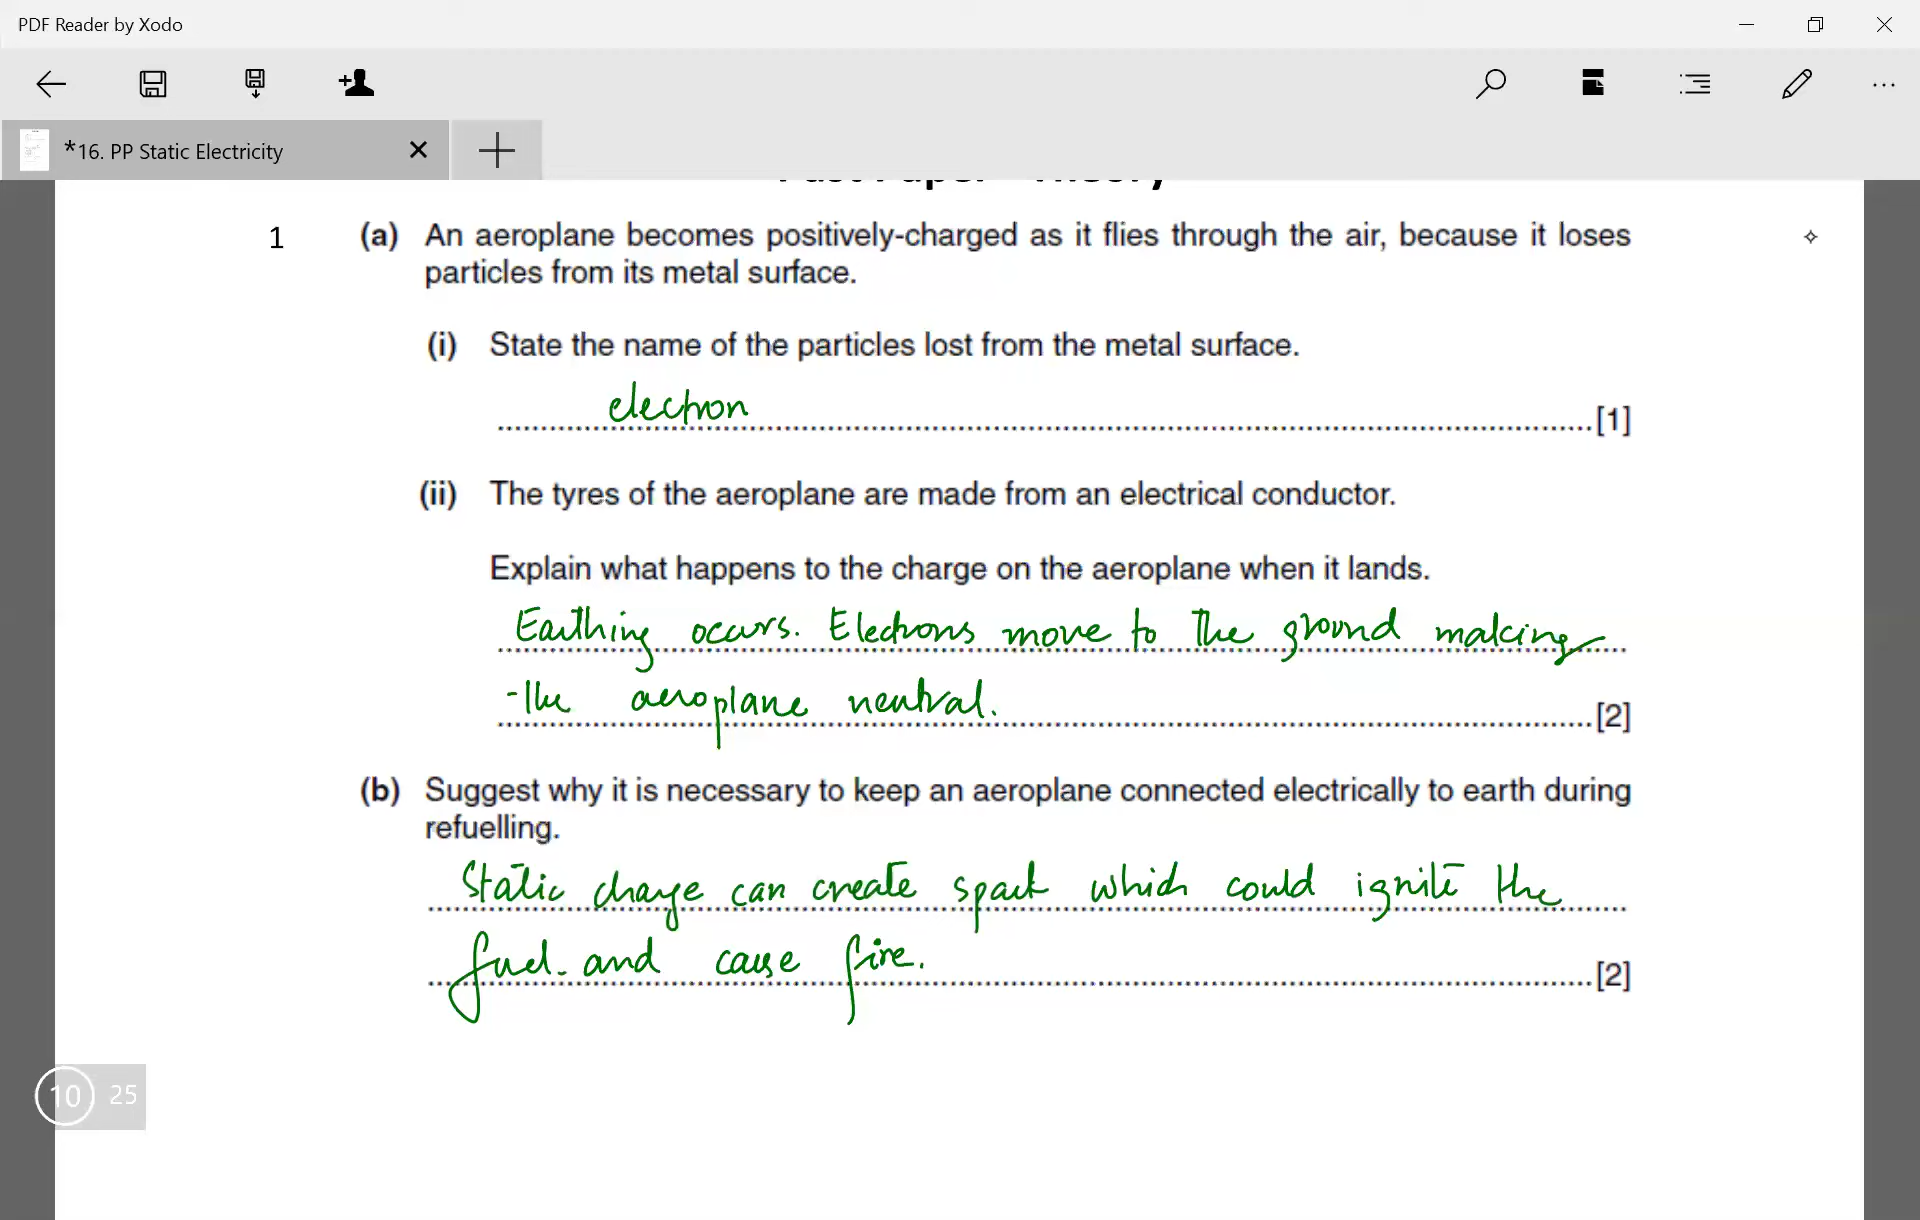 PDF Reader by Xodo
*16. PP Static Electricity
Past Paper - Theory
1 (a) An aeroplane becomes positively-charged as it flies through the air, because it loses
particles from its metal surface.
(i) State the name of the particles lost from the metal surface.
electron
[1]
(ii) The tyres of the aeroplane are made from an electrical conductor.
Explain what happens to the charge on the aeroplane when it lands.
Earthing occurs. Electrons move to the ground making
the aeroplane neutral.
[2]
(b) Suggest why it is necessary to keep an aeroplane connected electrically to earth during
refuelling.
Static charge can create spark which could ignite the
fuel and cause fire.
[2]
10 25